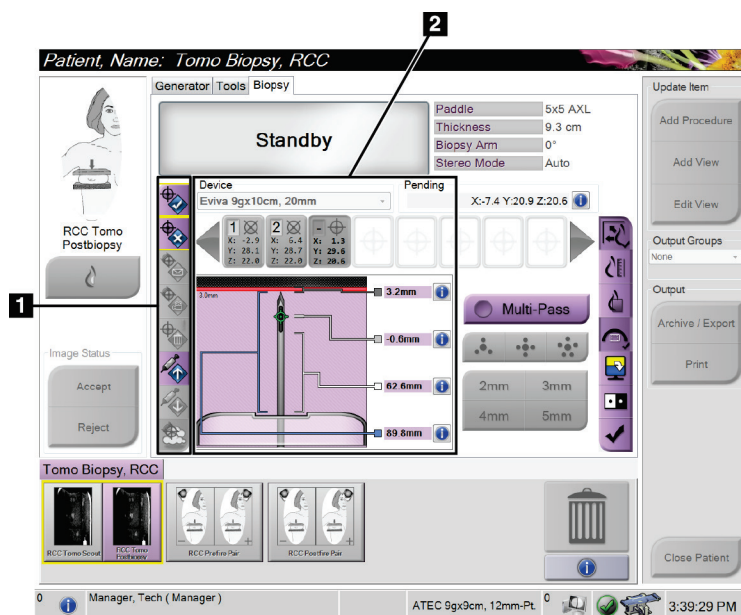 2
Patient, Name: Tomo Biopsy, RCC
Generator Tools Biopsy
Update Item
Standby
Paddle 5x5 AXL
Thickness 9.3 cm
Biopsy Arm 0°
Stereo Mode Auto
Add Procedure
Add View
Edit View
Device
Pending
Eviva 9gx10cm, 20mm
X:-7.4 Y:20.9 Z:20.6
RCC Tomo
Postbiopsy
1
X: -2.9
Y: 28.1
Z: 22.0
2
X: 6.4
Y: 28.7
Z: 22.0
-
X: 1.3
Y: 29.6
Z: 20.6
Output Groups
None
1
3.0mm
3.2mm
-0.6mm
62.6mm
89.8mm
Multi-Pass
2mm 3mm
4mm 5mm
Output
Archive / Export
Print
Image Status
Accept
Reject
Tomo Biopsy, RCC
RCC Tomo Scout
RCC Tomo
Postbiopsy
RCC Prefire Pair
RCC Postfire Pair
Close Patient
0
Manager, Tech ( Manager )
ATEC 9gx9cm, 12mm-Pt.
0
3:39:29 PM